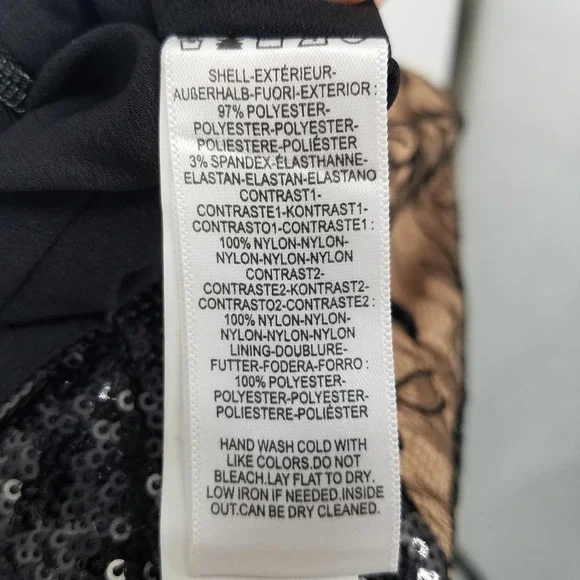 SHELL-EXTÉRIEUR-
AUßERHALB-FUORI-EXTERIOR :
97% POLYESTER-
POLYESTER-POLYESTER-
POLIESTERE-POLIÉSTER
3% SPANDEX-ÉLASTHANNE-
ELASTAN-ELASTAN-ELASTANO
CONTRAST1-
CONTRASTE1-KONTRAST1-
CONTRASTO1-CONTRASTE1 :
100% NYLON-NYLON-
NYLON-NYLON-NYLON
CONTRAST2-
CONTRASTE2-KONTRAST2-
CONTRASTO2-CONTRASTE2 :
100% NYLON-NYLON-
NYLON-NYLON-NYLON
LINING-DOUBLURE-
FUTTER-FODERA-FORRO :
100% POLYESTER-
POLYESTER-POLYESTER-
POLIESTERE-POLIÉSTER
HAND WASH COLD WITH
LIKE COLORS.DO NOT
BLEACH.LAY FLAT TO DRY.
LOW IRON IF NEEDED.INSIDE
OUT.CAN BE DRY CLEANED.